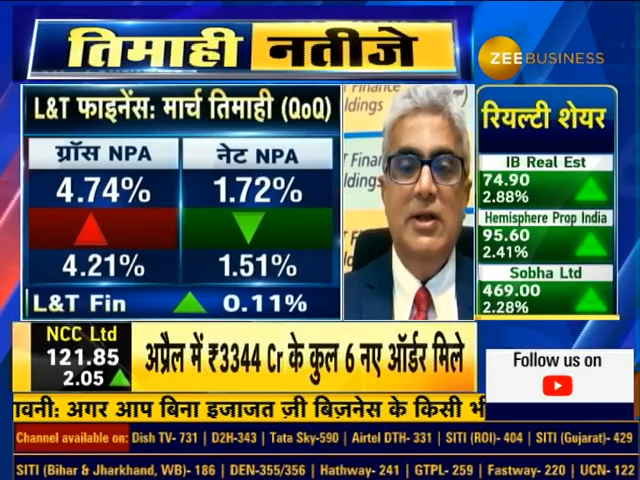 तिमाही नतीजे
ZEEBUSINESS
L&T फाइनेंस: मार्च तिमाही (QoQ)
ग्रॉस NPA
नेट NPA
4.74%
1.72%
4.21%
1.51%
L&T Fin 0.11%
Finance
ldings
T Finan
ldings
रियल्टी शेयर
IB Real Est
74.90
2.88%
Hemisphere Prop India
95.60
2.41%
Sobha Ltd
469.00
2.28%
NCC Ltd
121.85
2.05
अप्रैल में ₹3344 Cr के कुल 6 नए ऑर्डर मिले
Follow us on
ावनी: अगर आप बिना इजाजत ज़ी बिज़नेस के किसी भी
Channel available on: Dish TV- 731 | D2H-343 | Tata Sky-590 | Airtel DTH- 331 | SITI (ROI)- 404 | SITI (Gujarat)- 429
SITI (Bihar & Jharkhand, WB)- 186 | DEN-355/356 | Hathway- 241 | GTPL- 259 | Fastway- 220 | UCN- 122